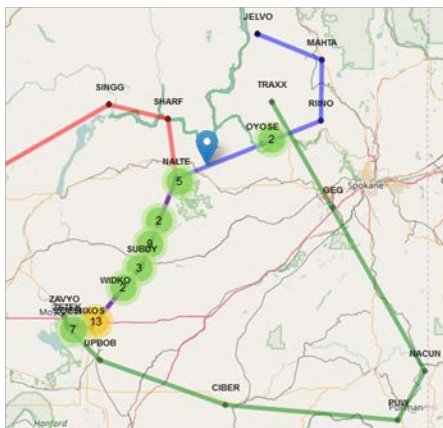 JELVO
MAHTA
TRAXX
SINGG
SHARF
RIINO
OYOSE
2
NALTE
5
GEG
Spokane
2
SUBDY
9
3
WIDKO
2
ZAVYO
13
7
UPBOB
NACUN
CIBER
Hanford